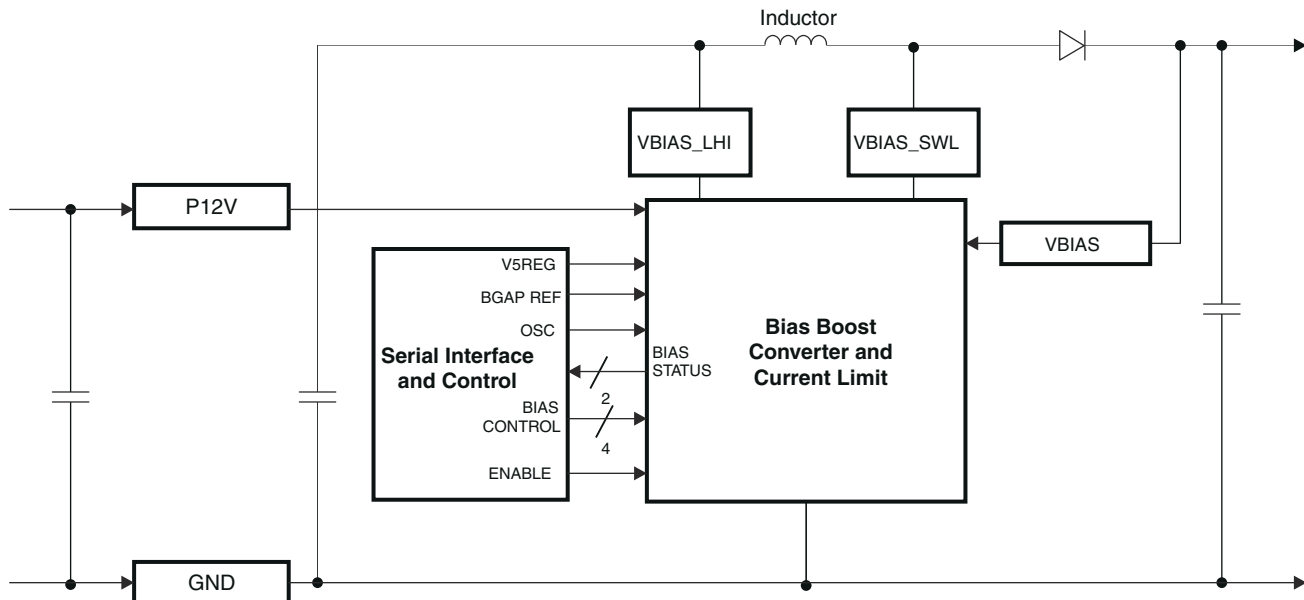 Inductor
VBIAS_LHI
VBIAS_SWL
P12V
VBIAS
V5REG
BGAP REF
OSC
Serial Interface
and Control
BIAS
STATUS
Bias Boost
Converter and
Current Limit
2
BIAS
CONTROL
4
ENABLE
GND